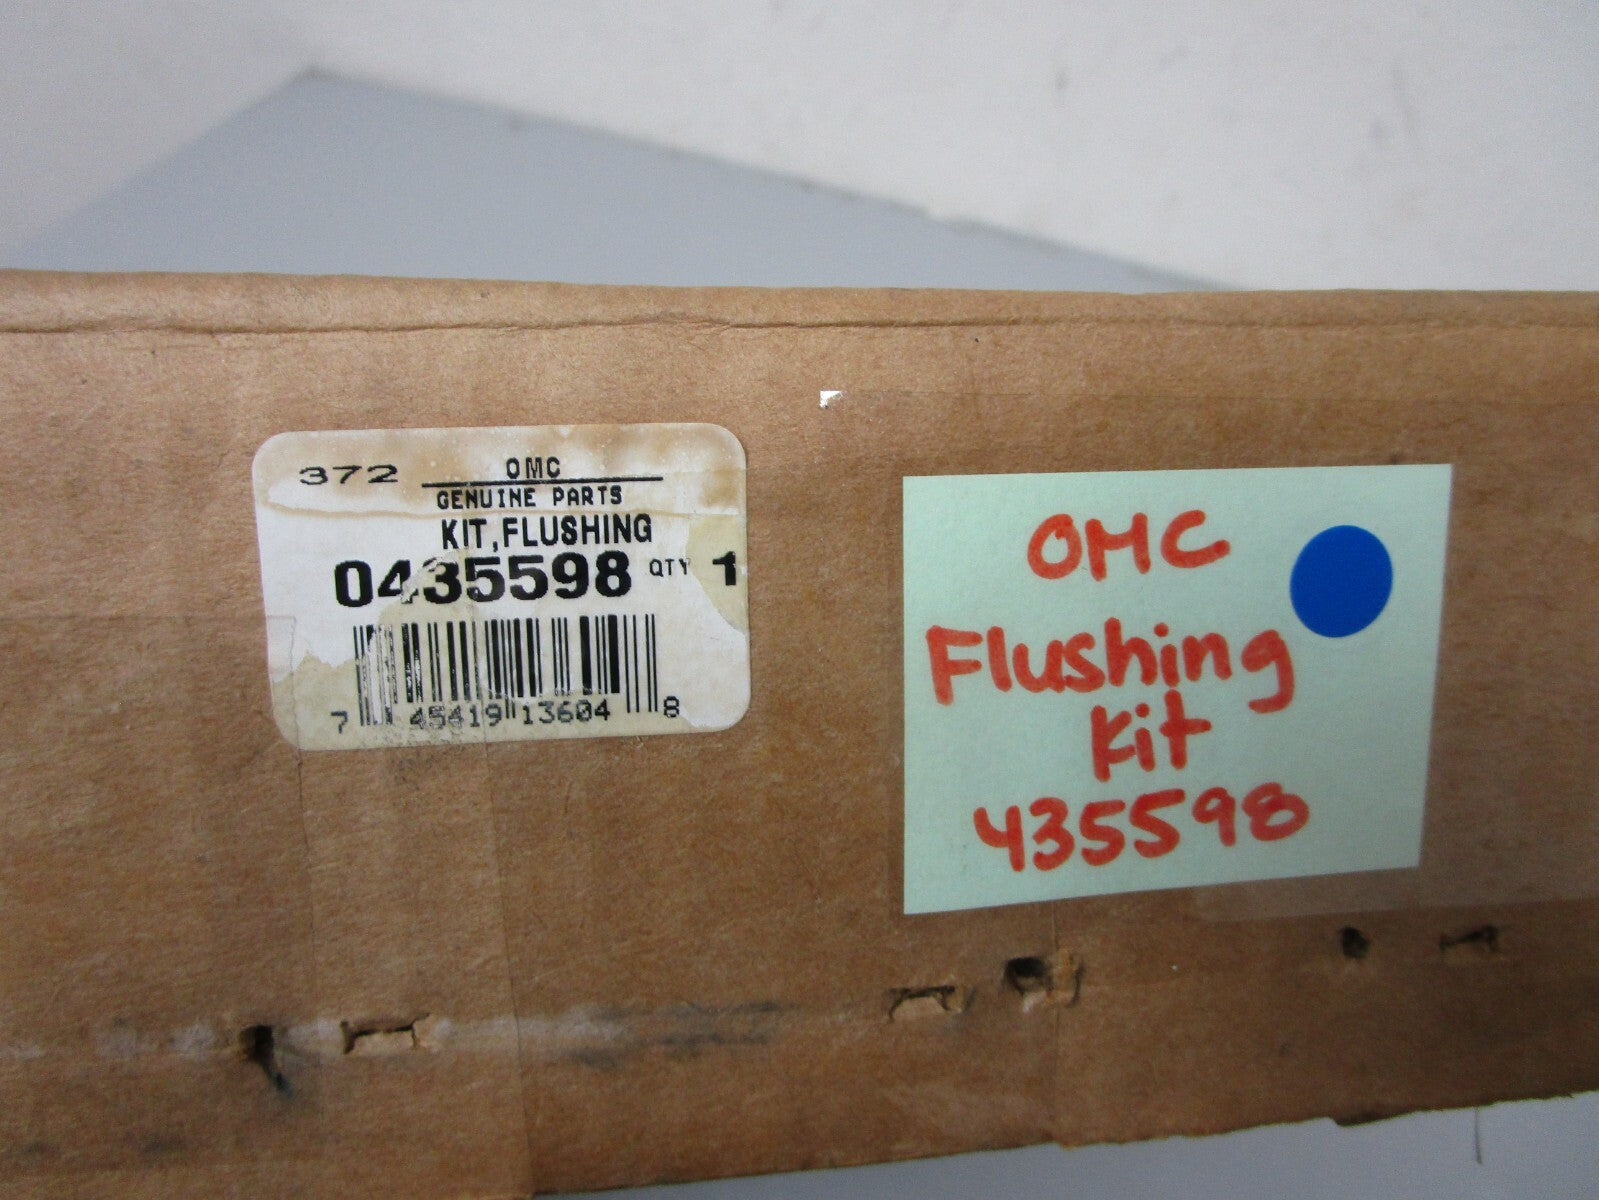 372
OMC
GENUINE PARTS
KIT,FLUSHING
0435598 QTY 1
7 45419 13604 8
OMC
Flushing
Kit
435598